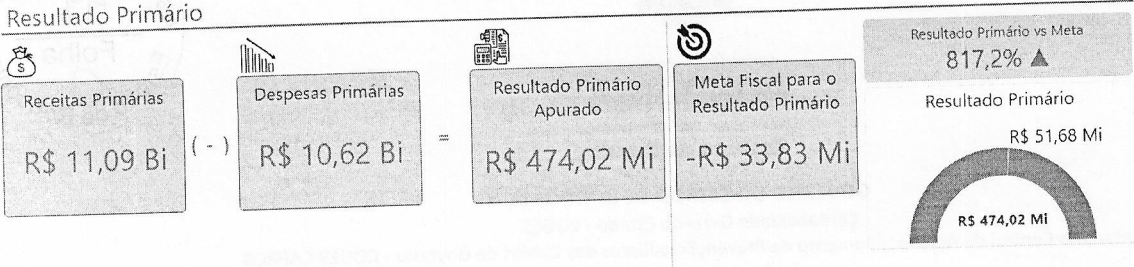 Resultado Primário
Receitas Primárias
R$ 11,09 Bi
( - )
Despesas Primárias
R$ 10,62 Bi
=
Resultado Primário
Apurado
R$ 474,02 Mi
Meta Fiscal para o
Resultado Primário
-R$ 33,83 Mi
Resultado Primário vs Meta
817,2% ▲
Resultado Primário
R$ 51,68 Mi
R$ 474,02 Mi